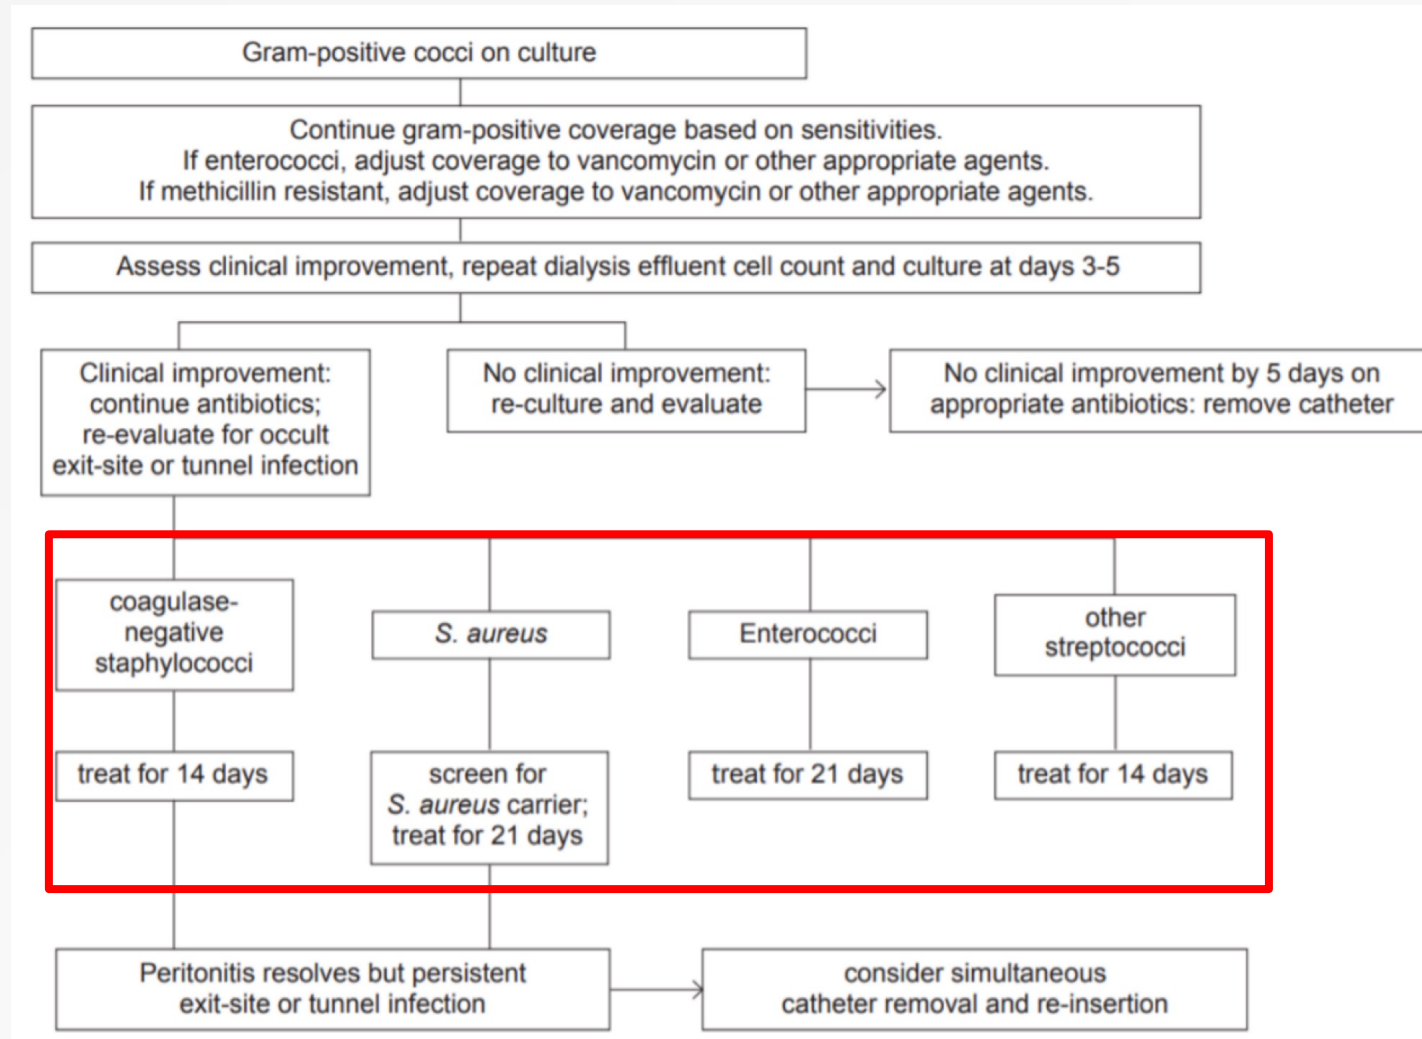 Gram-positive cocci on culture
Continue gram-positive coverage based on sensitivities.
If enterococci, adjust coverage to vancomycin or other appropriate agents.
If methicillin resistant, adjust coverage to vancomycin or other appropriate agents.
Assess clinical improvement, repeat dialysis effluent cell count and culture at days 3-5
Clinical improvement:
continue antibiotics;
re-evaluate for occult
exit-site or tunnel infection
No clinical improvement:
re-culture and evaluate
No clinical improvement by 5 days on
appropriate antibiotics: remove catheter
coagulase-
negative
staphylococci
S. aureus
Enterococci
other
streptococci
treat for 14 days
screen for
S. aureus carrier;
treat for 21 days
treat for 21 days
treat for 14 days
Peritonitis resolves but persistent
exit-site or tunnel infection
consider simultaneous
catheter removal and re-insertion